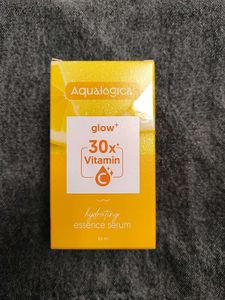 Aqualogica
glow+
30x+
Vitamin
C
hydrating
essence serum